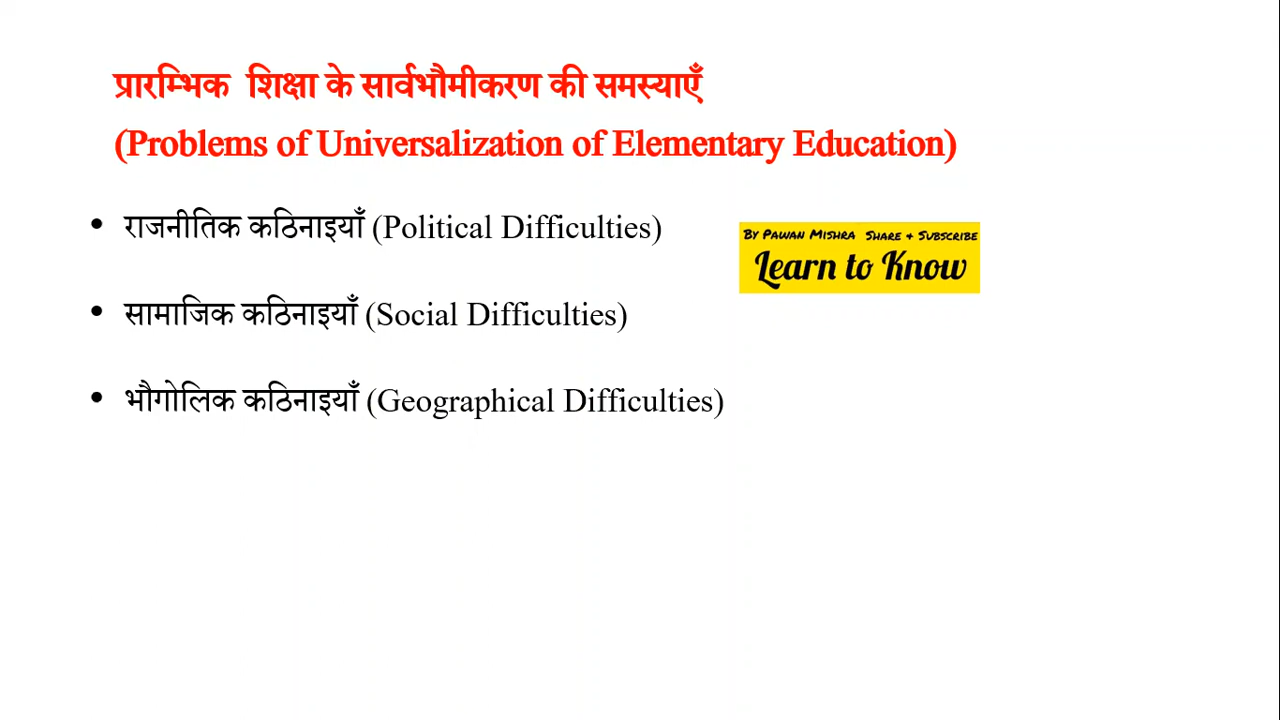 प्रारम्भिक शिक्षा के सार्वभौमीकरण की समस्याएँ
(Problems of Universalization of Elementary Education)
• राजनीतिक कठिनाइयाँ (Political Difficulties)
By Pawan Mishra Share & Subscribe
Learn to Know
• सामाजिक कठिनाइयाँ (Social Difficulties)
• भौगोलिक कठिनाइयाँ (Geographical Difficulties)